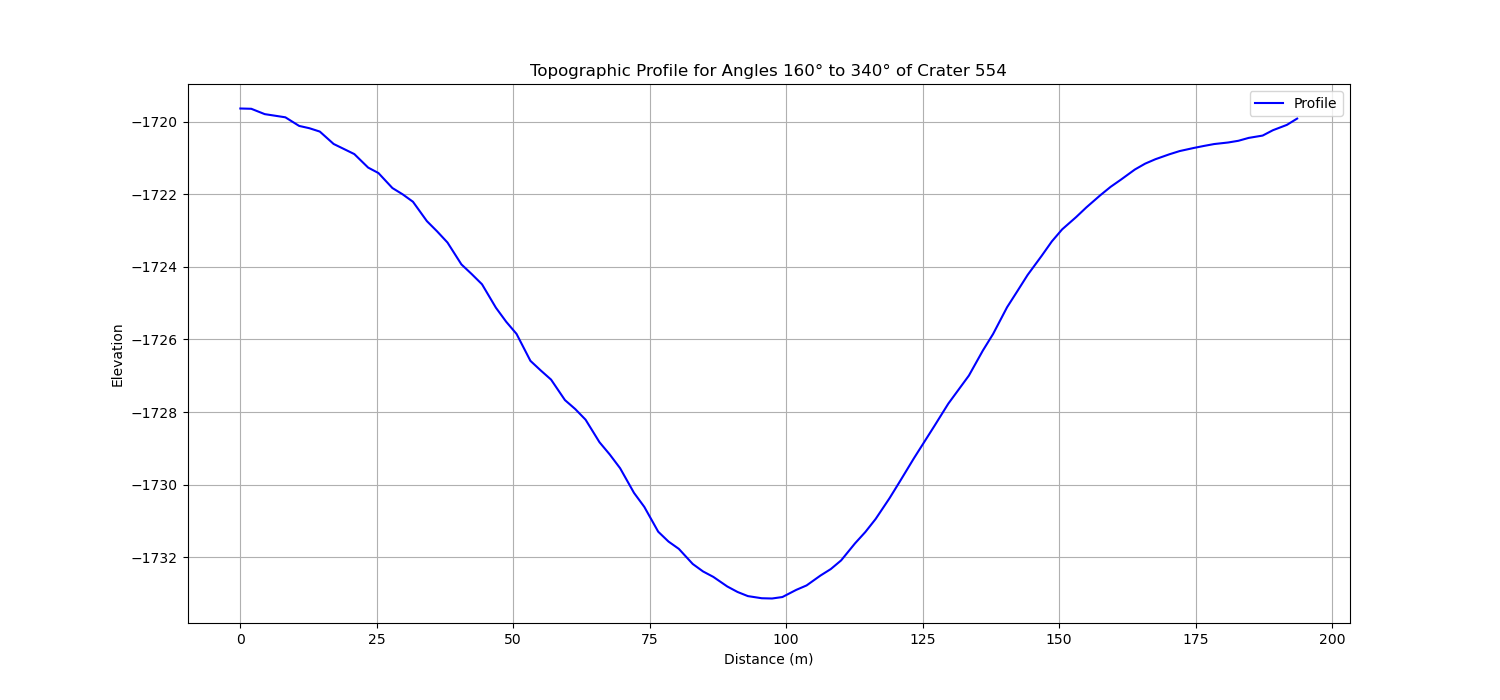 Topographic Profile for Angles 160° to 340° of Crater 554
Profile
−1720
−1722
−1724
−1726
−1728
−1730
−1732
Elevation
0 25 50 75 100 125 150 175 200
Distance (m)